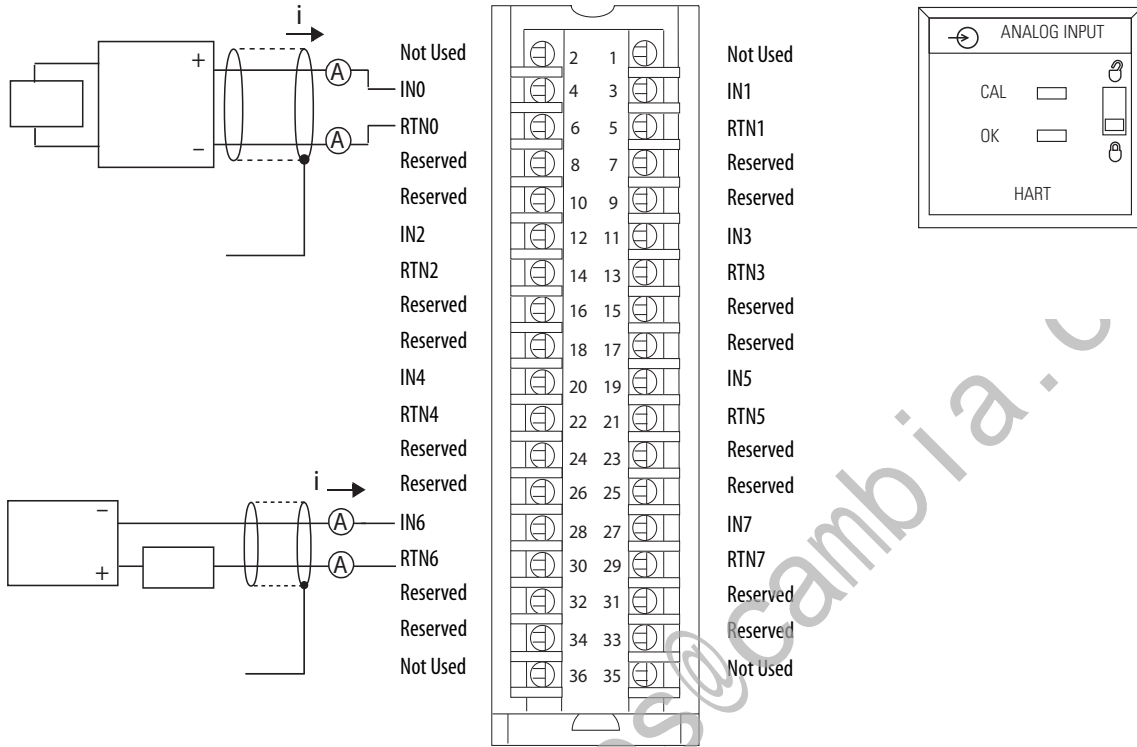 i
Not Used 2 1 Not Used
+ A IN0 4 3 IN1
− A RTN0 6 5 RTN1
Reserved 8 7 Reserved
Reserved 10 9 Reserved
IN2 12 11 IN3
RTN2 14 13 RTN3
Reserved 16 15 Reserved
Reserved 18 17 Reserved
IN4 20 19 IN5
RTN4 22 21 RTN5
Reserved 24 23 Reserved
i Reserved 26 25 Reserved
− A IN6 28 27 IN7
+ A RTN6 30 29 RTN7
Reserved 32 31 Reserved
Reserved 34 33 Reserved
Not Used 36 35 Not Used
ANALOG INPUT
CAL
OK
HART
s@cambia.c